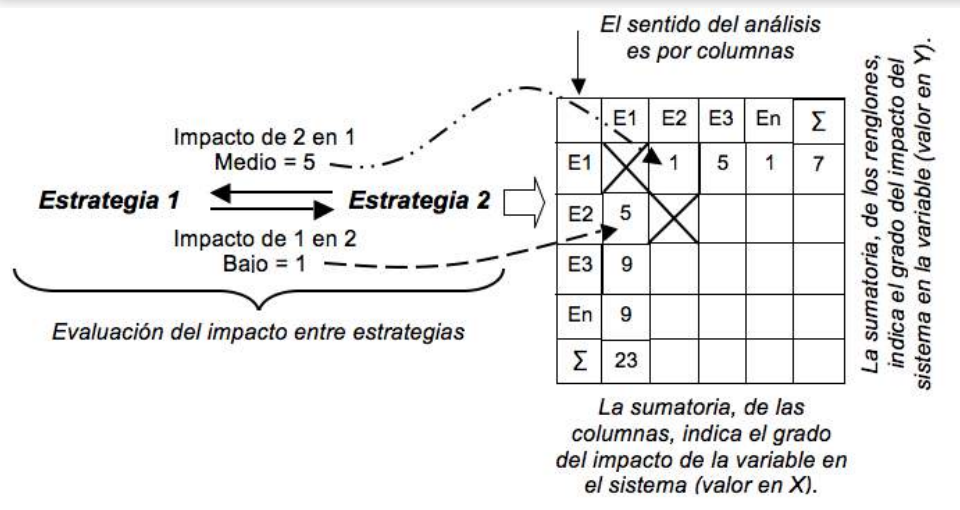 El sentido del análisis
es por columnas
Impacto de 2 en 1
Medio = 5
Estrategia 1
Estrategia 2
Impacto de 1 en 2
Bajo = 1
Evaluación del impacto entre estrategias
E1 E2 E3 En Σ
E1 1 5 1 7
E2 5
E3 9
En 9
Σ 23
La sumatoria, de las
columnas, indica el grado
del impacto de la variable en
el sistema (valor en X).
La sumatoria, de los renglones,
indica el grado del impacto del
sistema en la variable (valor en Y).